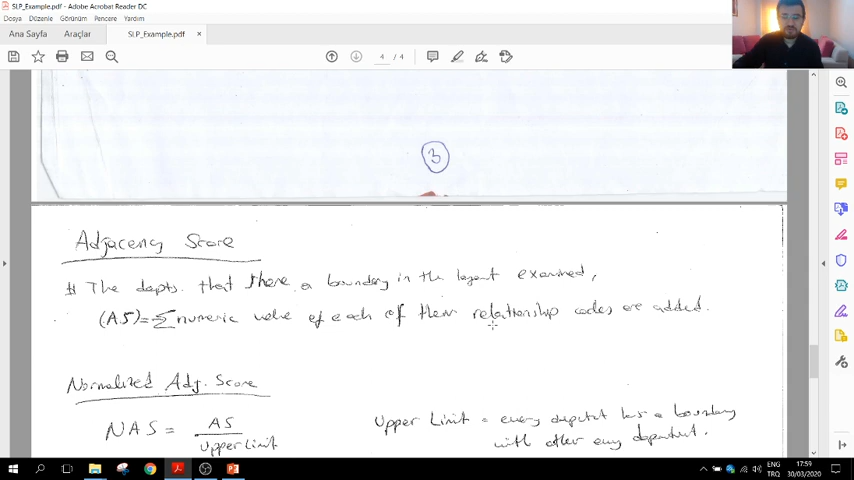 SLP_Example.pdf - Adobe Acrobat Reader DC
Dosya Düzenle Görünüm Pencere Yardım
Ana Sayfa Araçlar SLP_Example.pdf ×
4 / 4
3
Adjacency Score
# The depts. that share a boundary in the layout examined,
(AS)=∑numeric value of each of their relationship codes are added.
Normalized Adj. Score
NAS = AS
Upper Limit
Upper Limit = every department has a boundary
with other every department.
ENG
TRQ
17:59
30/03/2020